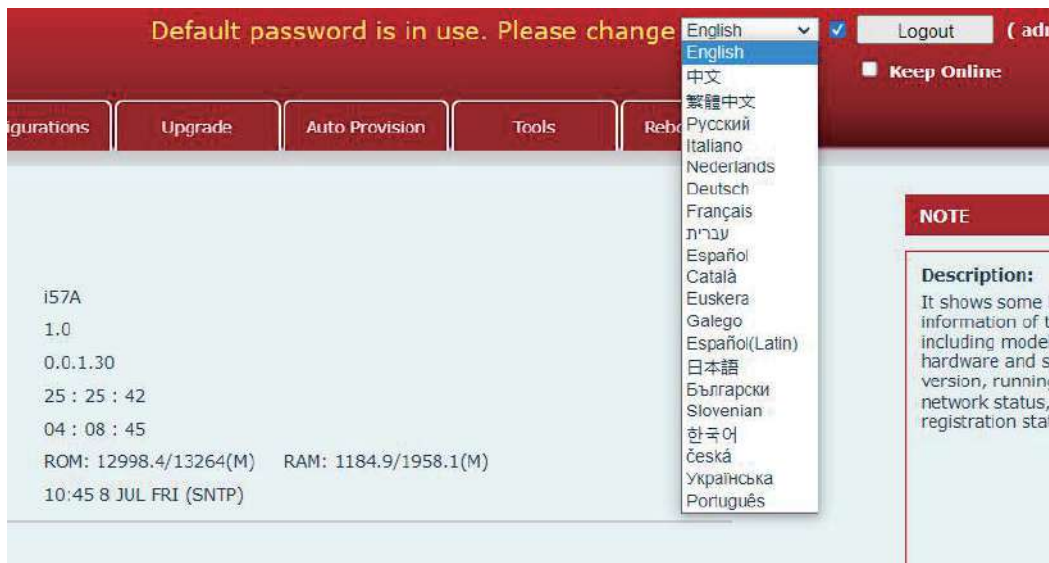 Default password is in use. Please change
English
Logout
( adm
Keep Online
igurations
Upgrade
Auto Provision
Tools
Rebo
English
中文
繁體中文
Русский
Italiano
Nederlands
Deutsch
Français
עברית
Español
Català
Euskera
Galego
Español(Latin)
日本語
Български
Slovenian
한국어
česká
Українська
Português
i57A
1.0
0.0.1.30
25 : 25 : 42
04 : 08 : 45
ROM: 12998.4/13264(M) RAM: 1184.9/1958.1(M)
10:45 8 JUL FRI (SNTP)
NOTE
Description:
It shows some
information of t
including model
hardware and s
version, running
network status,
registration stat